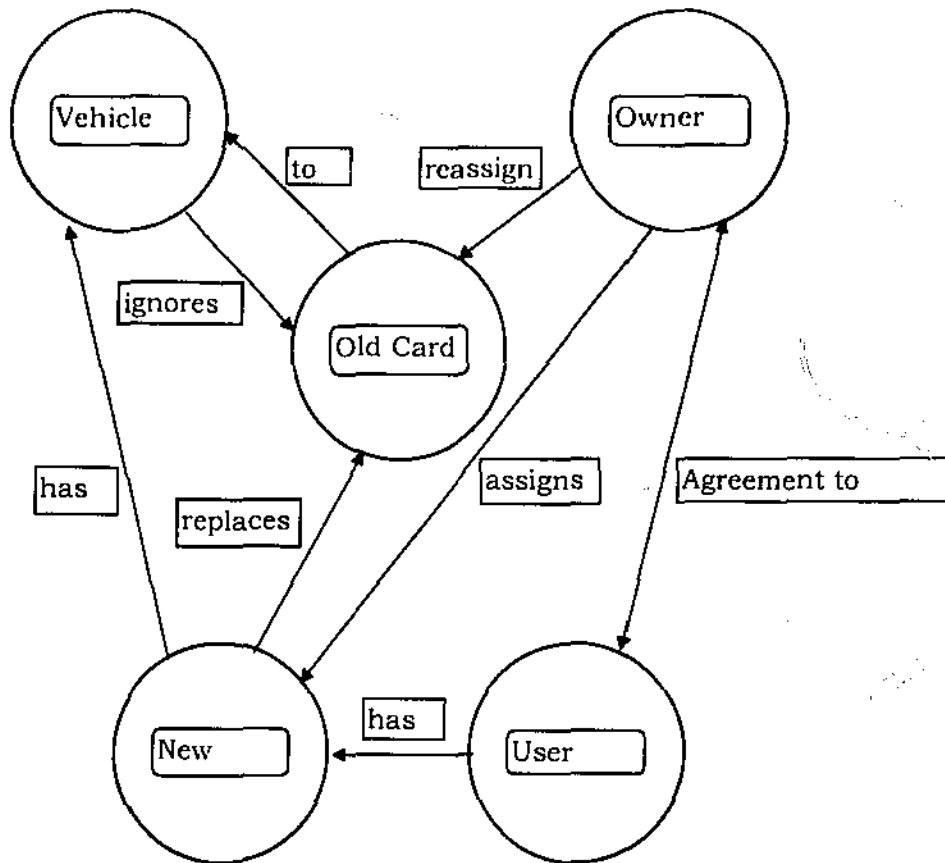 Vehicle
Owner
to
reassign
ignores
Old Card
has
replaces
assigns
Agreement to
New
has
User